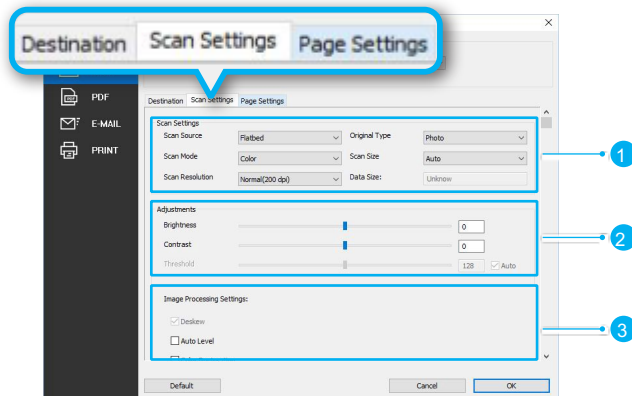 Destination Scan Settings Page Settings
PDF
E-MAIL
PRINT
Destination Scan Settings Page Settings
Scan Settings
Scan Source Flatbed Original Type Photo
Scan Mode Color Scan Size Auto
Scan Resolution Normal(200 dpi) Data Size: Unknow
1
Adjustments
Brightness 0
Contrast 0
Threshold 128 Auto
2
Image Processing Settings:
Deskew
Auto Level
3
Default Cancel OK